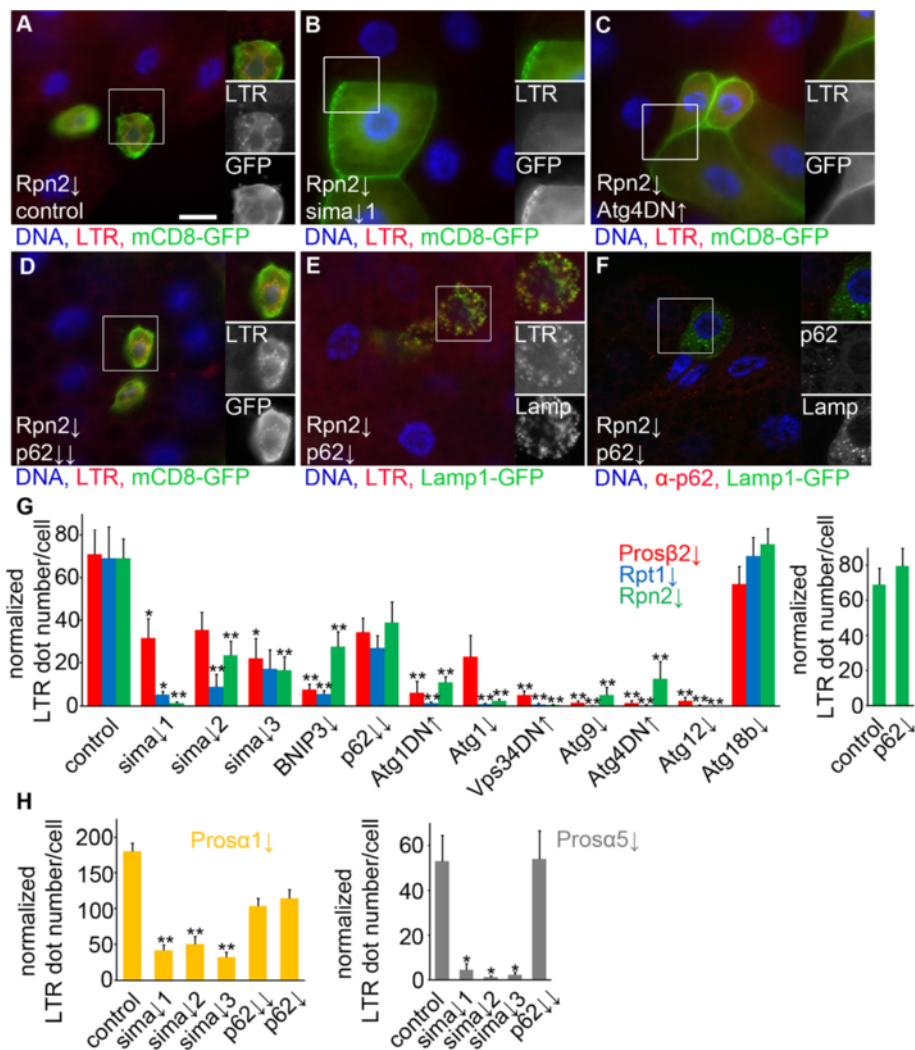 A
LTR
GFP
Rpn2↓
control
DNA, LTR, mCD8-GFP
B
LTR
GFP
Rpn2↓
sima↓1
DNA, LTR, mCD8-GFP
C
LTR
GFP
Rpn2↓
Atg4DN↑
DNA, LTR, mCD8-GFP
D
LTR
GFP
Rpn2↓
p62↓↓
DNA, LTR, mCD8-GFP
E
LTR
Lamp
Rpn2↓
p62↓
DNA, LTR, Lamp1-GFP
F
p62
Lamp
Rpn2↓
p62↓
DNA, α-p62, Lamp1-GFP
G
normalized
LTR dot number/cell
80
60
40
20
0
Prosβ2↓
Rpt1↓
Rpn2↓
* * ** ** ** * ** ** ** ** ** ** ** ** ** ** ** ** ** ** ** ** ** ** ** ** **
control
sima↓1
sima↓2
sima↓3
BNIP3↓
p62↓↓
Atg1DN↑
Atg1↓
Vps34DN↑
Atg9↓
Atg4DN↑
Atg12↓
Atg18b↓
normalized
LTR dot number/cell
80
60
40
20
0
control
p62↓
H
normalized
LTR dot number/cell
200
150
100
50
0
Prosα1↓
** ** **
control
sima↓1
sima↓2
sima↓3
p62↓↓
p62↓
normalized
LTR dot number/cell
60
40
20
0
Prosα5↓
* * *
control
sima↓1
sima↓2
sima↓3
p62↓↓